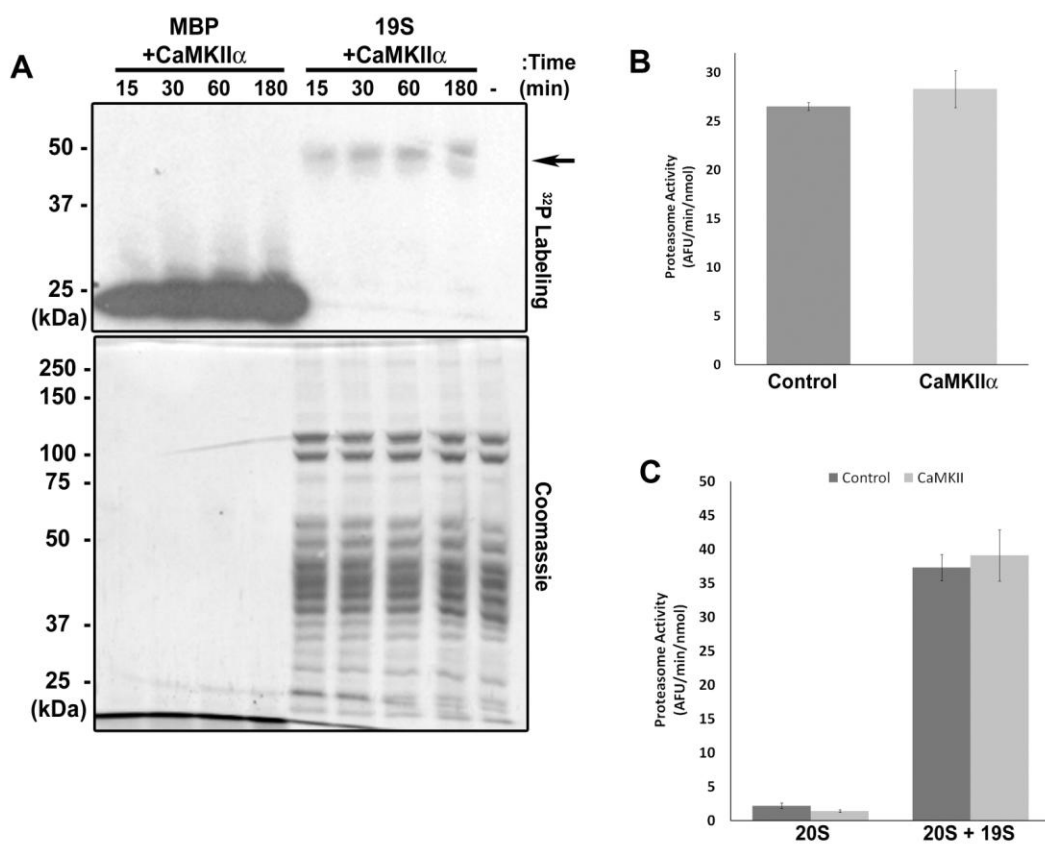 A
MBP
+CaMKIIα
19S
+CaMKIIα
:Time
(min)
15 30 60 180 15 30 60 180 -
50 -
37 -
25 -
(kDa)
32P Labeling
250 -
150 -
100 -
75 -
50 -
37 -
25 -
(kDa)
Coomassie
B
Proteasome Activity
(AFU/min/nmol)
30
25
20
15
10
5
0
Control CaMKIIα
C
Control CaMKII
Proteasome Activity
(AFU/min/nmol)
50
45
40
35
30
25
20
15
10
5
0
20S 20S + 19S